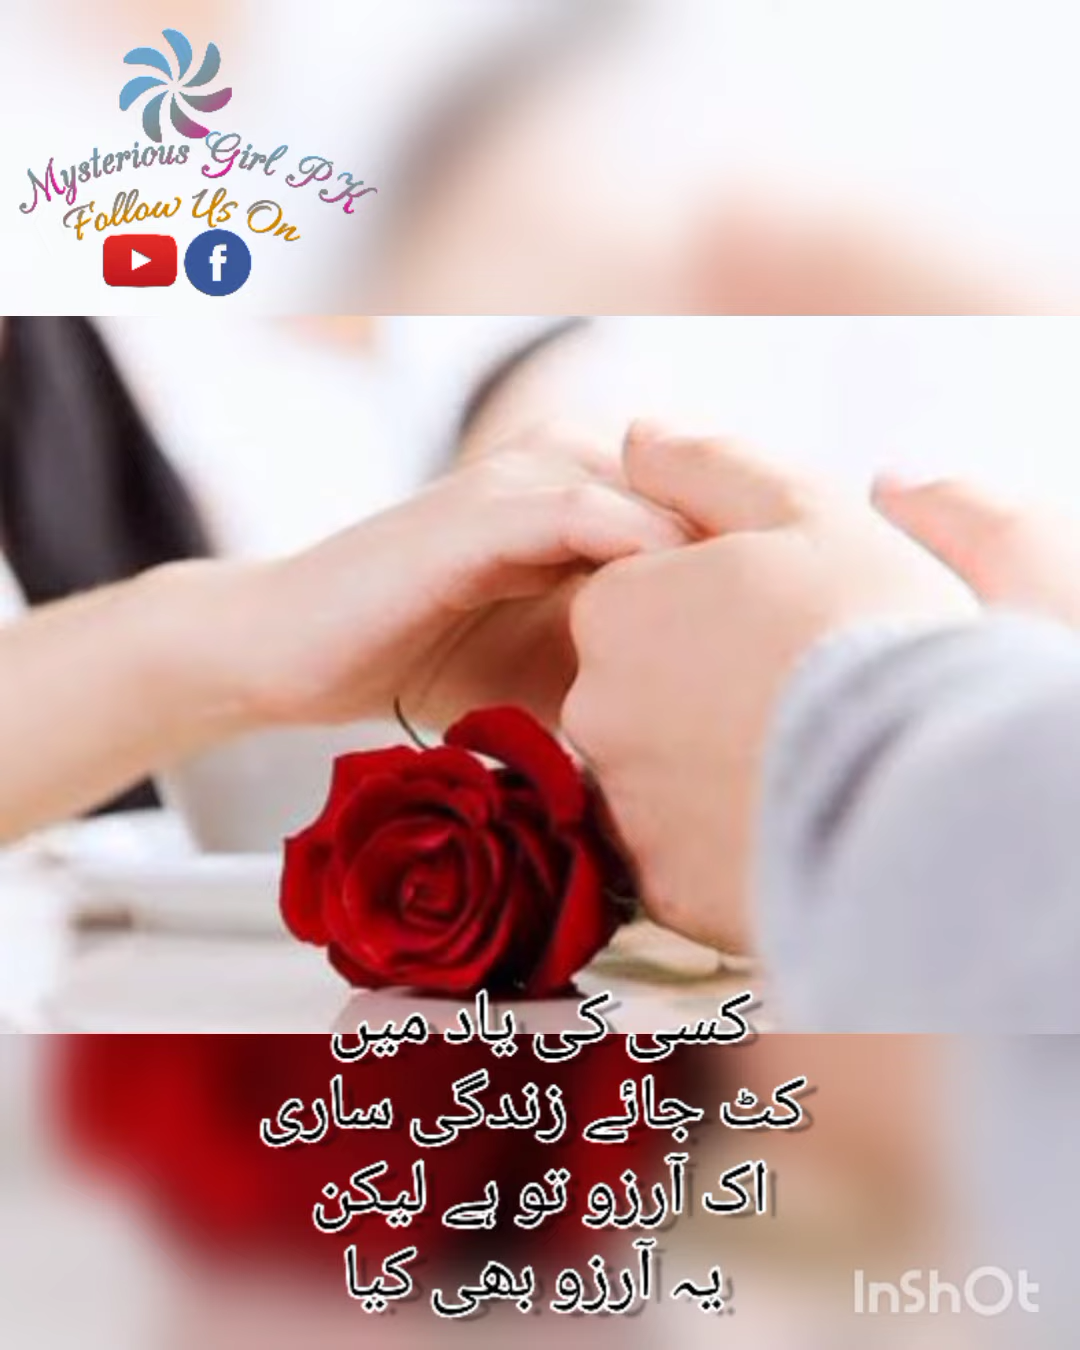 Mysterious Girl PK
Follow Us On
f
کسی کی یاد میں
کٹ جائے زندگی ساری
اک آرزو تو ہے لیکن
یہ آرزو بھی کیا
InShOt